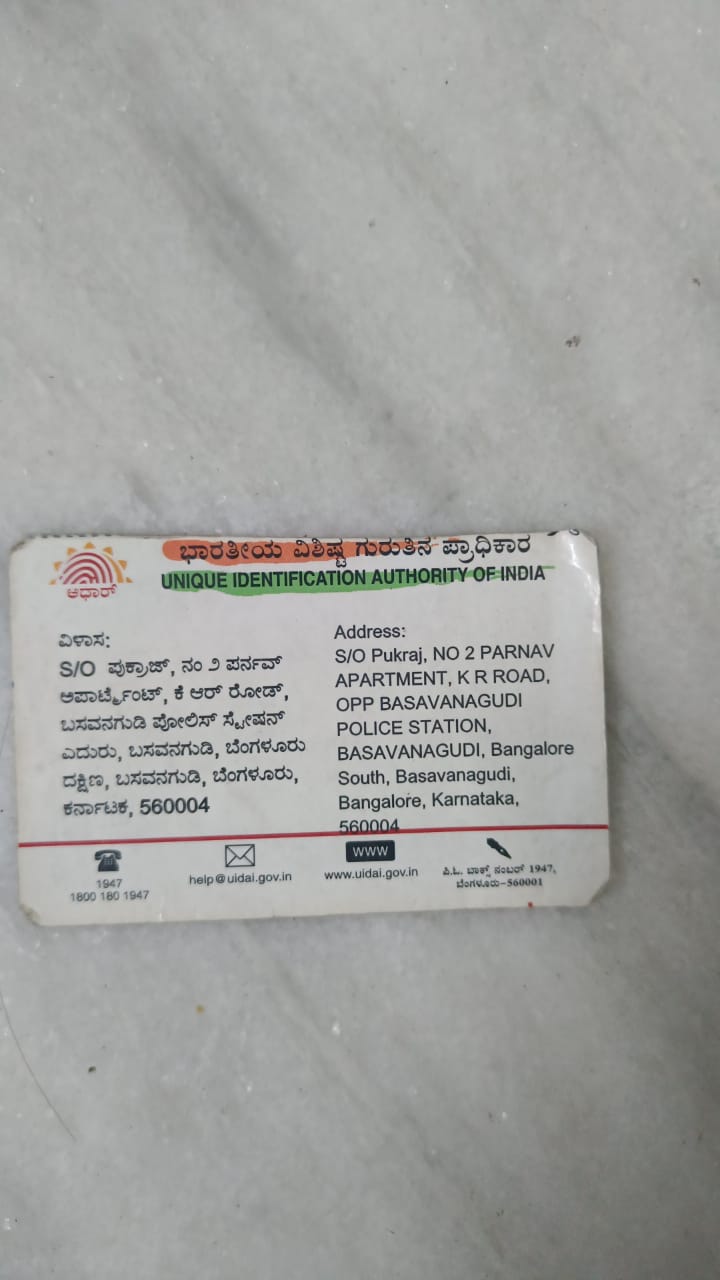 ಭಾರತೀಯ ವಿಶಿಷ್ಟ ಗುರುತಿನ ಪ್ರಾಧಿಕಾರ
UNIQUE IDENTIFICATION AUTHORITY OF INDIA
ಆಧಾರ್
ವಿಳಾಸ:
S/O ಪುಕ್ರಾಜ್, ನಂ ೨ ಪರ್ನವ್
ಅಪಾರ್ಟ್ಮೆಂಟ್, ಕೆ ಆರ್ ರೋಡ್,
ಬಸವನಗುಡಿ ಪೋಲಿಸ್ ಸ್ಟೇಷನ್
ಎದುರು, ಬಸವನಗುಡಿ, ಬೆಂಗಳೂರು
ದಕ್ಷಿಣ, ಬಸವನಗುಡಿ, ಬೆಂಗಳೂರು,
ಕರ್ನಾಟಕ, 560004
Address:
S/O Pukraj, NO 2 PARNAV
APARTMENT, K R ROAD,
OPP BASAVANAGUDI
POLICE STATION,
BASAVANAGUDI, Bangalore
South, Basavanagudi,
Bangalore, Karnataka,
560004
1947
1800 180 1947
help@uidai.gov.in
WWW
www.uidai.gov.in
ಪಿ.ಓ. ಬಾಕ್ಸ್ ನಂಬರ್ 1947,
ಬೆಂಗಳೂರು-560001